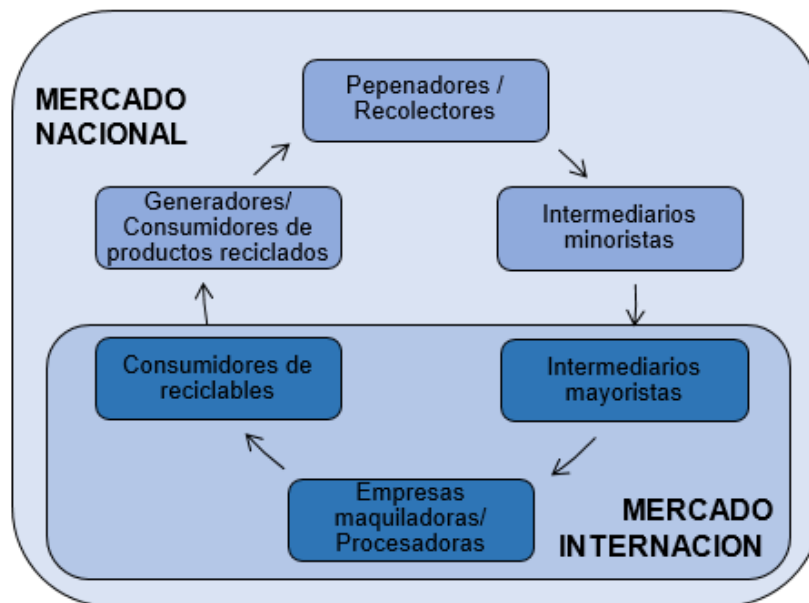 MERCADO
NACIONAL
Pepenadores /
Recolectores
Generadores/
Consumidores de
productos reciclados
Intermediarios
minoristas
Consumidores de
reciclables
Intermediarios
mayoristas
Empresas
maquiladoras/
Procesadoras
MERCADO
INTERNACION